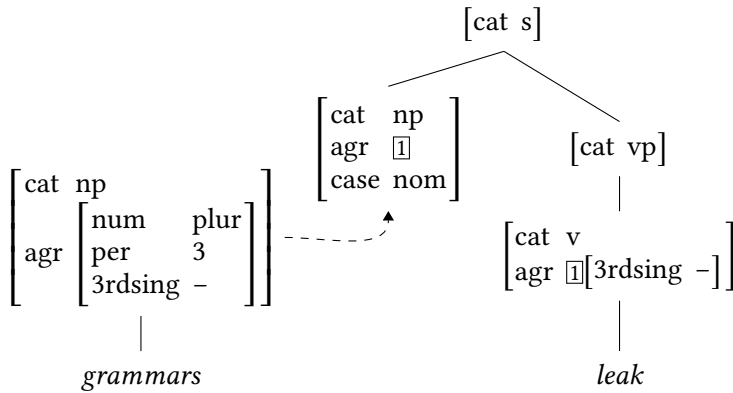 [cat s]
[cat np
agr 1
case nom]
[cat vp]
[cat np
agr [num plur
per 3
3rdsing –]]
[cat v
agr 1[3rdsing –]]
grammars
leak